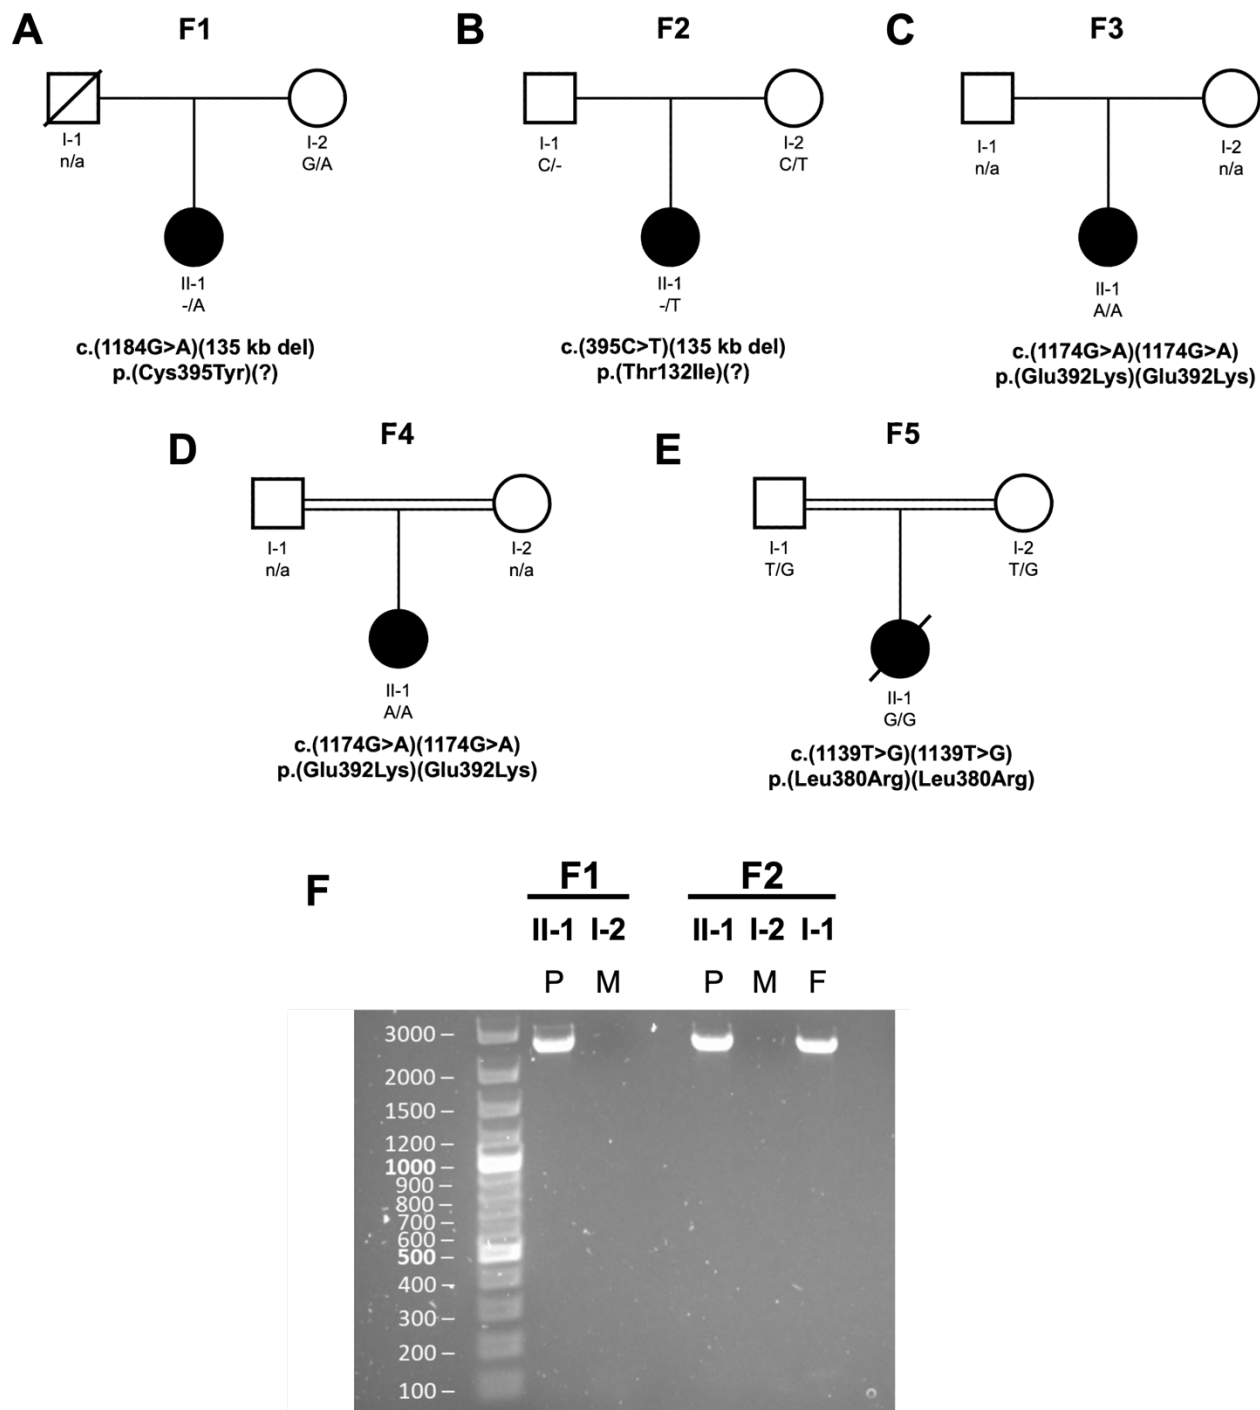 A
F1
I-1
n/a
I-2
G/A
II-1
-/A
c.(1184G>A)(135 kb del)
p.(Cys395Tyr)(?)
B
F2
I-1
C/-
I-2
C/T
II-1
-/T
c.(395C>T)(135 kb del)
p.(Thr132Ile)(?)
C
F3
I-1
n/a
I-2
n/a
II-1
A/A
c.(1174G>A)(1174G>A)
p.(Glu392Lys)(Glu392Lys)
D
F4
I-1
n/a
I-2
n/a
II-1
A/A
c.(1174G>A)(1174G>A)
p.(Glu392Lys)(Glu392Lys)
E
F5
I-1
T/G
I-2
T/G
II-1
G/G
c.(1139T>G)(1139T>G)
p.(Leu380Arg)(Leu380Arg)
F
F1 F2
II-1 I-2 II-1 I-2 I-1
P M P M F
3000 –
2000 –
1500 –
1200 –
1000 –
900 –
800 –
700 –
600 –
500 –
400 –
300 –
200 –
100 –